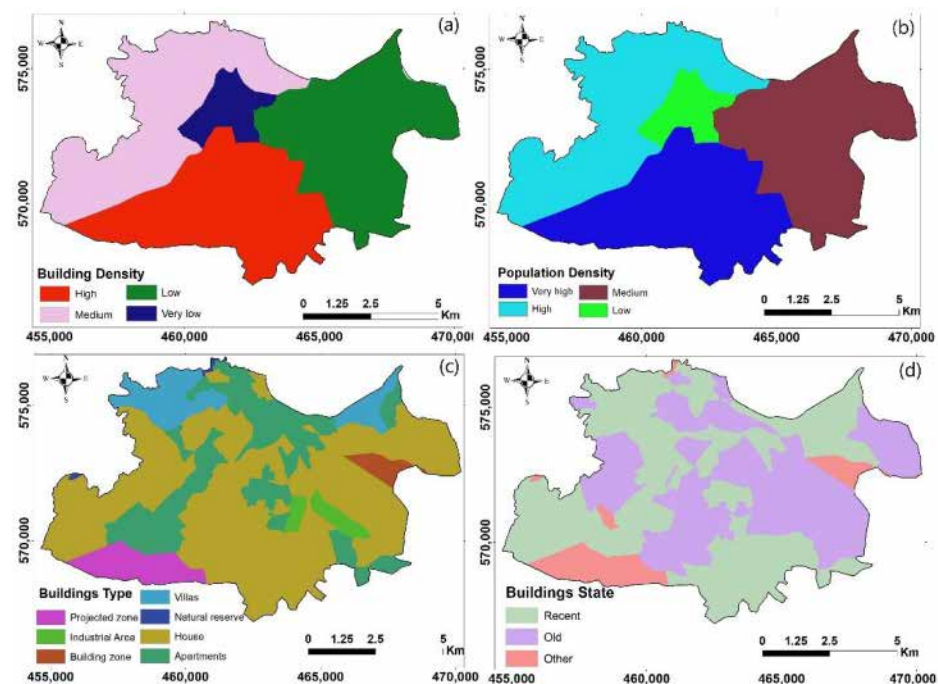 (a)
N
W E
S
575,000
570,000
Building Density
High
Low
Medium
Very low
0 1.25 2.5 5
Km
455,000 460,000 465,000 470,000
(b)
N
W E
S
575,000
570,000
Population Density
Very high
Medium
High
Low
0 1.25 2.5 5
Km
455,000 460,000 465,000 470,000
(c)
N
W E
S
575,000
570,000
Buildings Type
Villas
Projected zone
Natural reserve
Industrial Area
House
Building zone
Apartments
0 1.25 2.5 5
Km
455,000 460,000 465,000 470,000
(d)
N
W E
S
575,000
570,000
Buildings State
Recent
Old
Other
0 1.25 2.5 5
Km
455,000 460,000 465,000 470,000